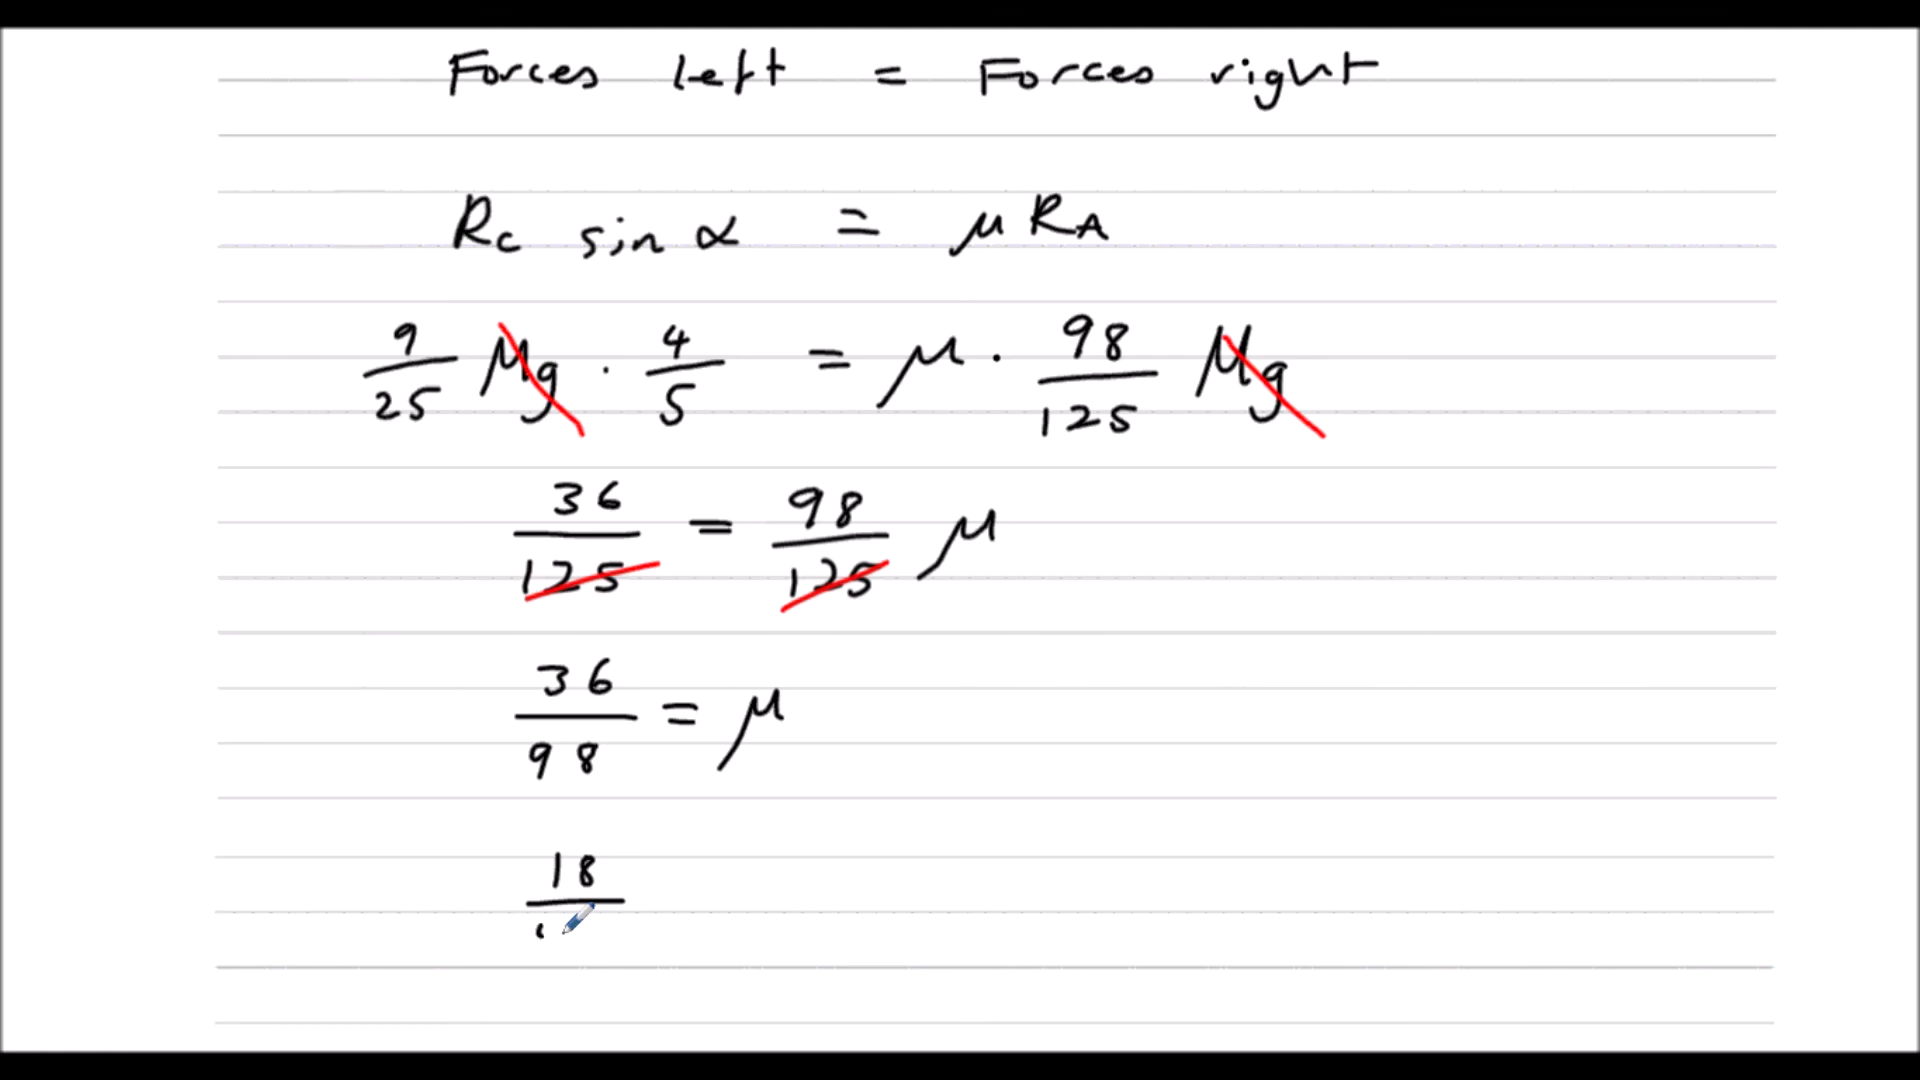 Forces left = Forces right
Rc sin α = μ RA
9/25 Mg · 4/5 = μ · 98/125 Mg
36/125 = 98/125 μ
36/98 = μ
18